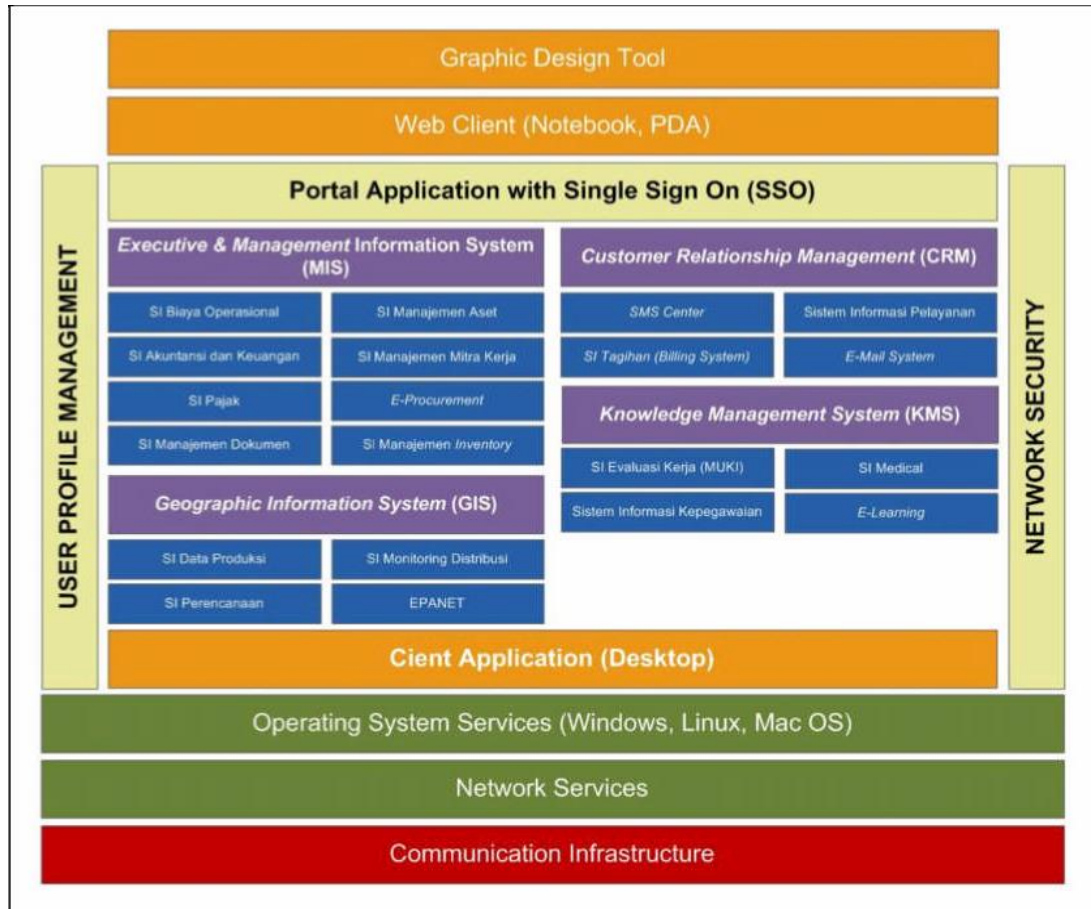 Graphic Design Tool
Web Client (Notebook, PDA)
USER PROFILE MANAGEMENT
Portal Application with Single Sign On (SSO)
Executive & Management Information System
(MIS)
SI Biaya Operasional
SI Manajemen Aset
SI Akuntansi dan Keuangan
SI Manajemen Mitra Kerja
SI Pajak
E-Procurement
SI Manajemen Dokumen
SI Manajemen Inventory
Geographic Information System (GIS)
SI Data Produksi
SI Monitoring Distribusi
SI Perencanaan
EPANET
Customer Relationship Management (CRM)
SMS Center
Sistem Informasi Pelayanan
SI Tagihan (Billing System)
E-Mail System
Knowledge Management System (KMS)
SI Evaluasi Kerja (MUKI)
SI Medical
Sistem Informasi Kepegawaian
E-Learning
NETWORK SECURITY
Cient Application (Desktop)
Operating System Services (Windows, Linux, Mac OS)
Network Services
Communication Infrastructure